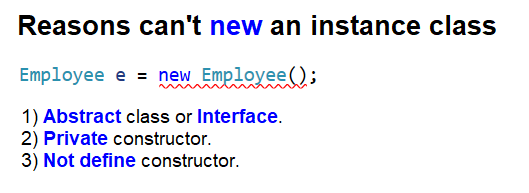 Reasons can't new an instance class
Employee e = new Employee();
1) Abstract class or Interface.
2) Private constructor.
3) Not define constructor.